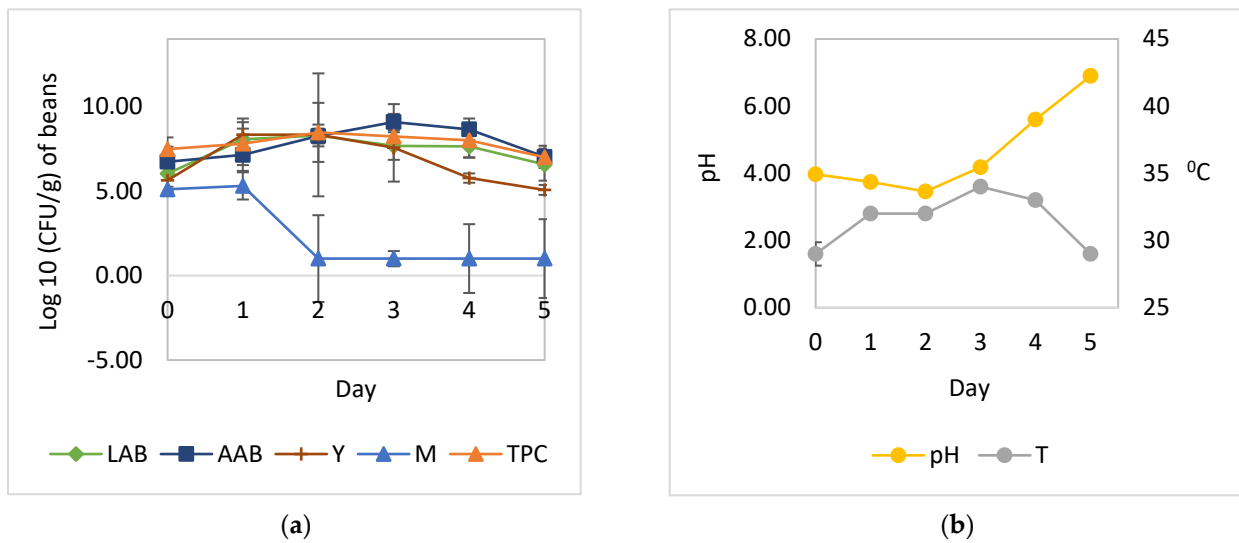 Log 10 (CFU/g) of beans
10.00
5.00
0.00
-5.00
0 1 2 3 4 5
Day
LAB AAB Y M TPC
(a)
pH
8.00
6.00
4.00
2.00
0.00
45
40
35
30
25
⁰C
0 1 2 3 4 5
Day
pH T
(b)